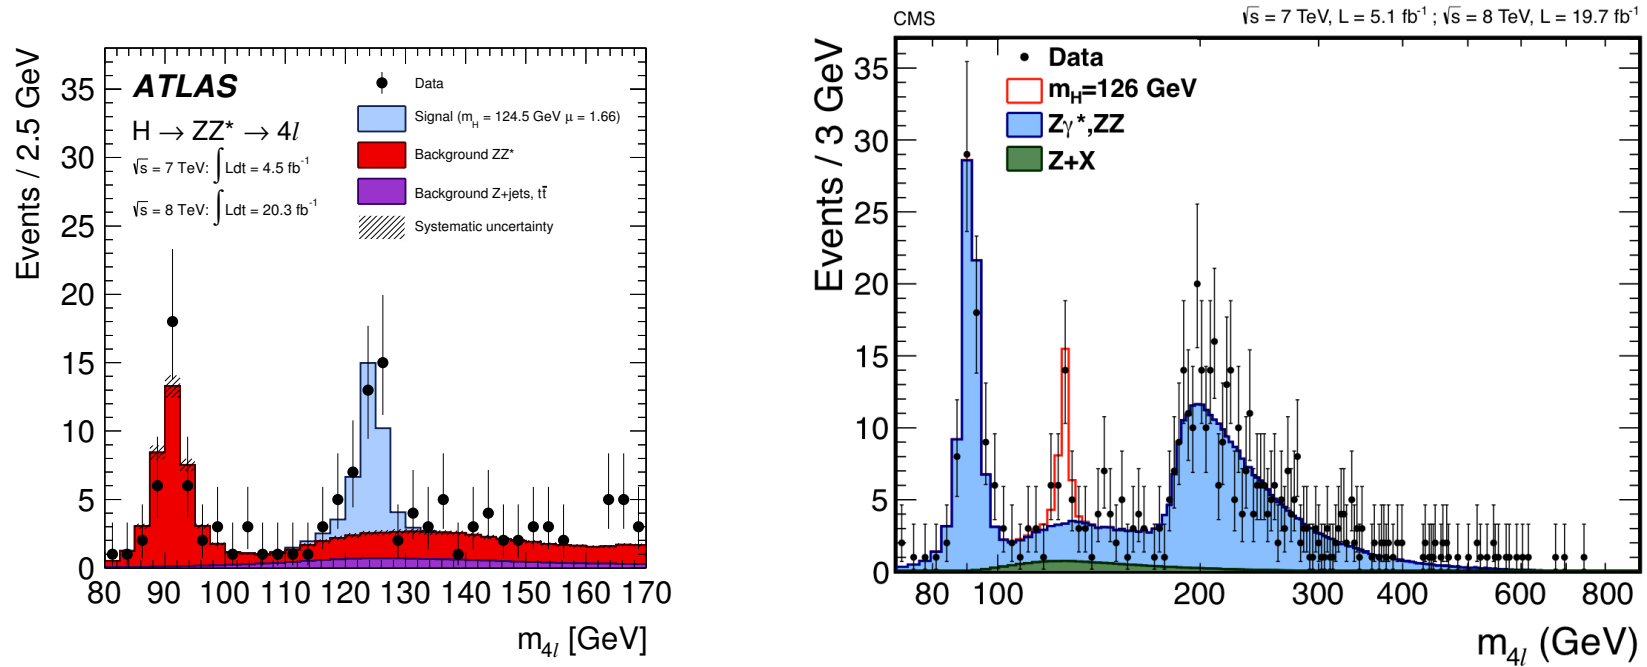 ATLAS
H → ZZ* → 4l
√s = 7 TeV: ∫Ldt = 4.5 fb⁻¹
√s = 8 TeV: ∫Ldt = 20.3 fb⁻¹
Data
Signal (m_H = 124.5 GeV μ = 1.66)
Background ZZ*
Background Z+jets, tt̄
Systematic uncertainty
Events / 2.5 GeV
35
30
25
20
15
10
5
0
80 90 100 110 120 130 140 150 160 170
m_4l [GeV]
CMS
√s = 7 TeV, L = 5.1 fb⁻¹ ; √s = 8 TeV, L = 19.7 fb⁻¹
Data
m_H=126 GeV
Zγ*,ZZ
Z+X
Events / 3 GeV
35
30
25
20
15
10
5
0
80 100 200 300 400 600 800
m_4l (GeV)